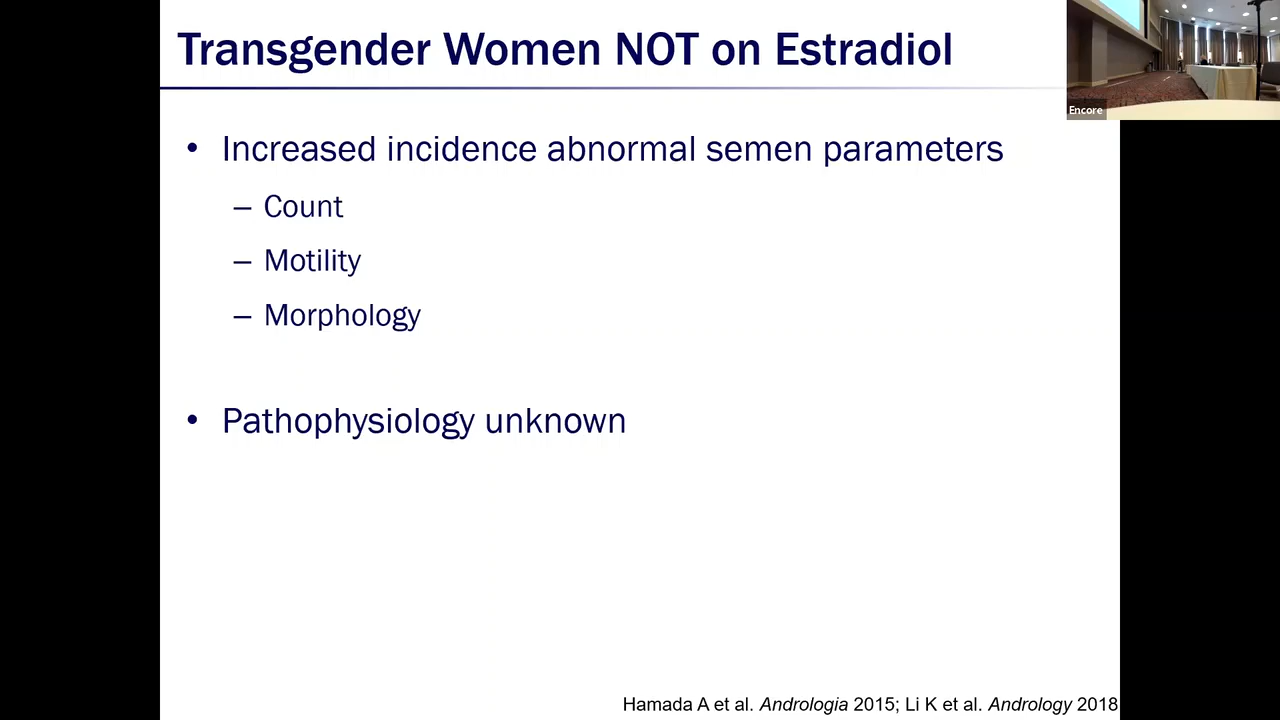 Transgender Women NOT on Estradiol
Encore
• Increased incidence abnormal semen parameters
– Count
– Motility
– Morphology
• Pathophysiology unknown
Hamada A et al. Andrologia 2015; Li K et al. Andrology 2018